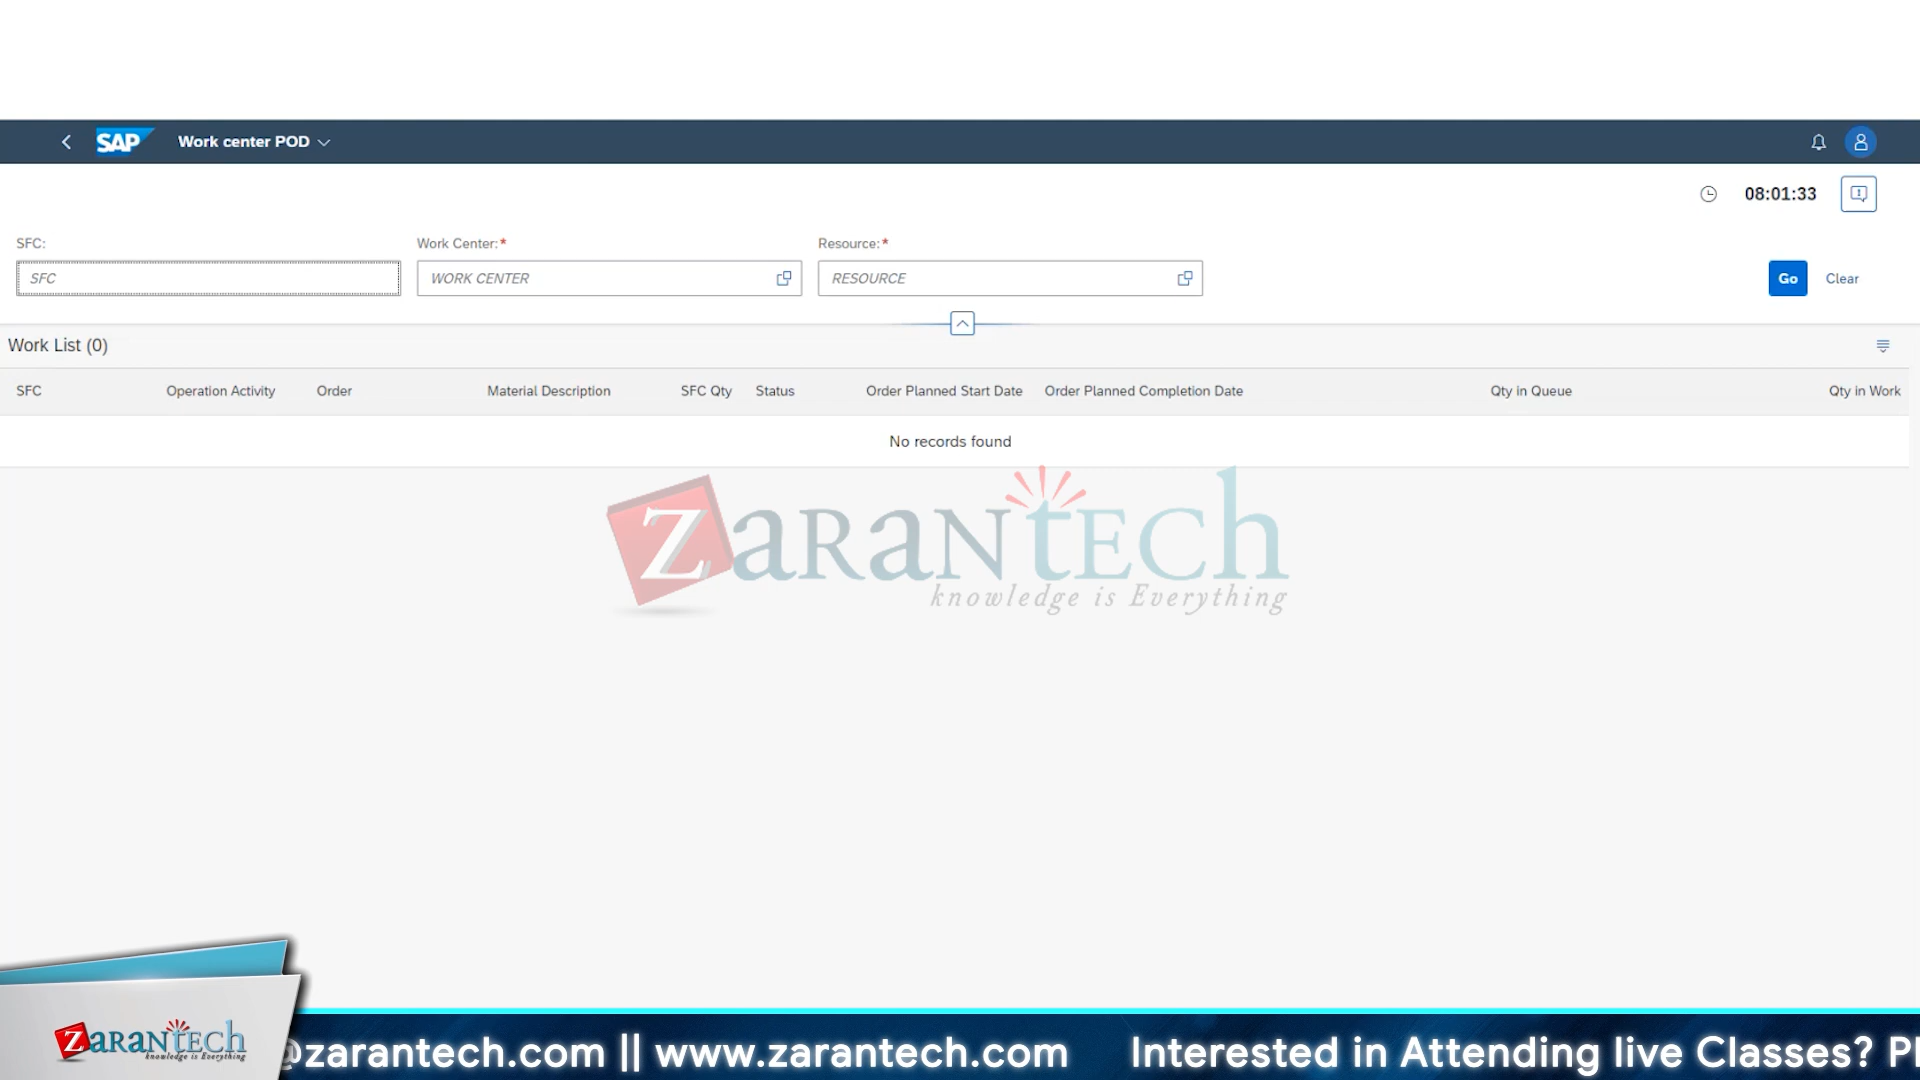 SAP Work center POD
08:01:33
SFC: Work Center:* Resource:*
SFC WORK CENTER RESOURCE Go Clear
Work List (0)
SFC Operation Activity Order Material Description SFC Qty Status Order Planned Start Date Order Planned Completion Date Qty in Queue Qty in Work
No records found
ZARANTECH
knowledge is Everything
ZARANTECH
knowledge is Everything
@zarantech.com || www.zarantech.com Interested in Attending live Classes? Pl